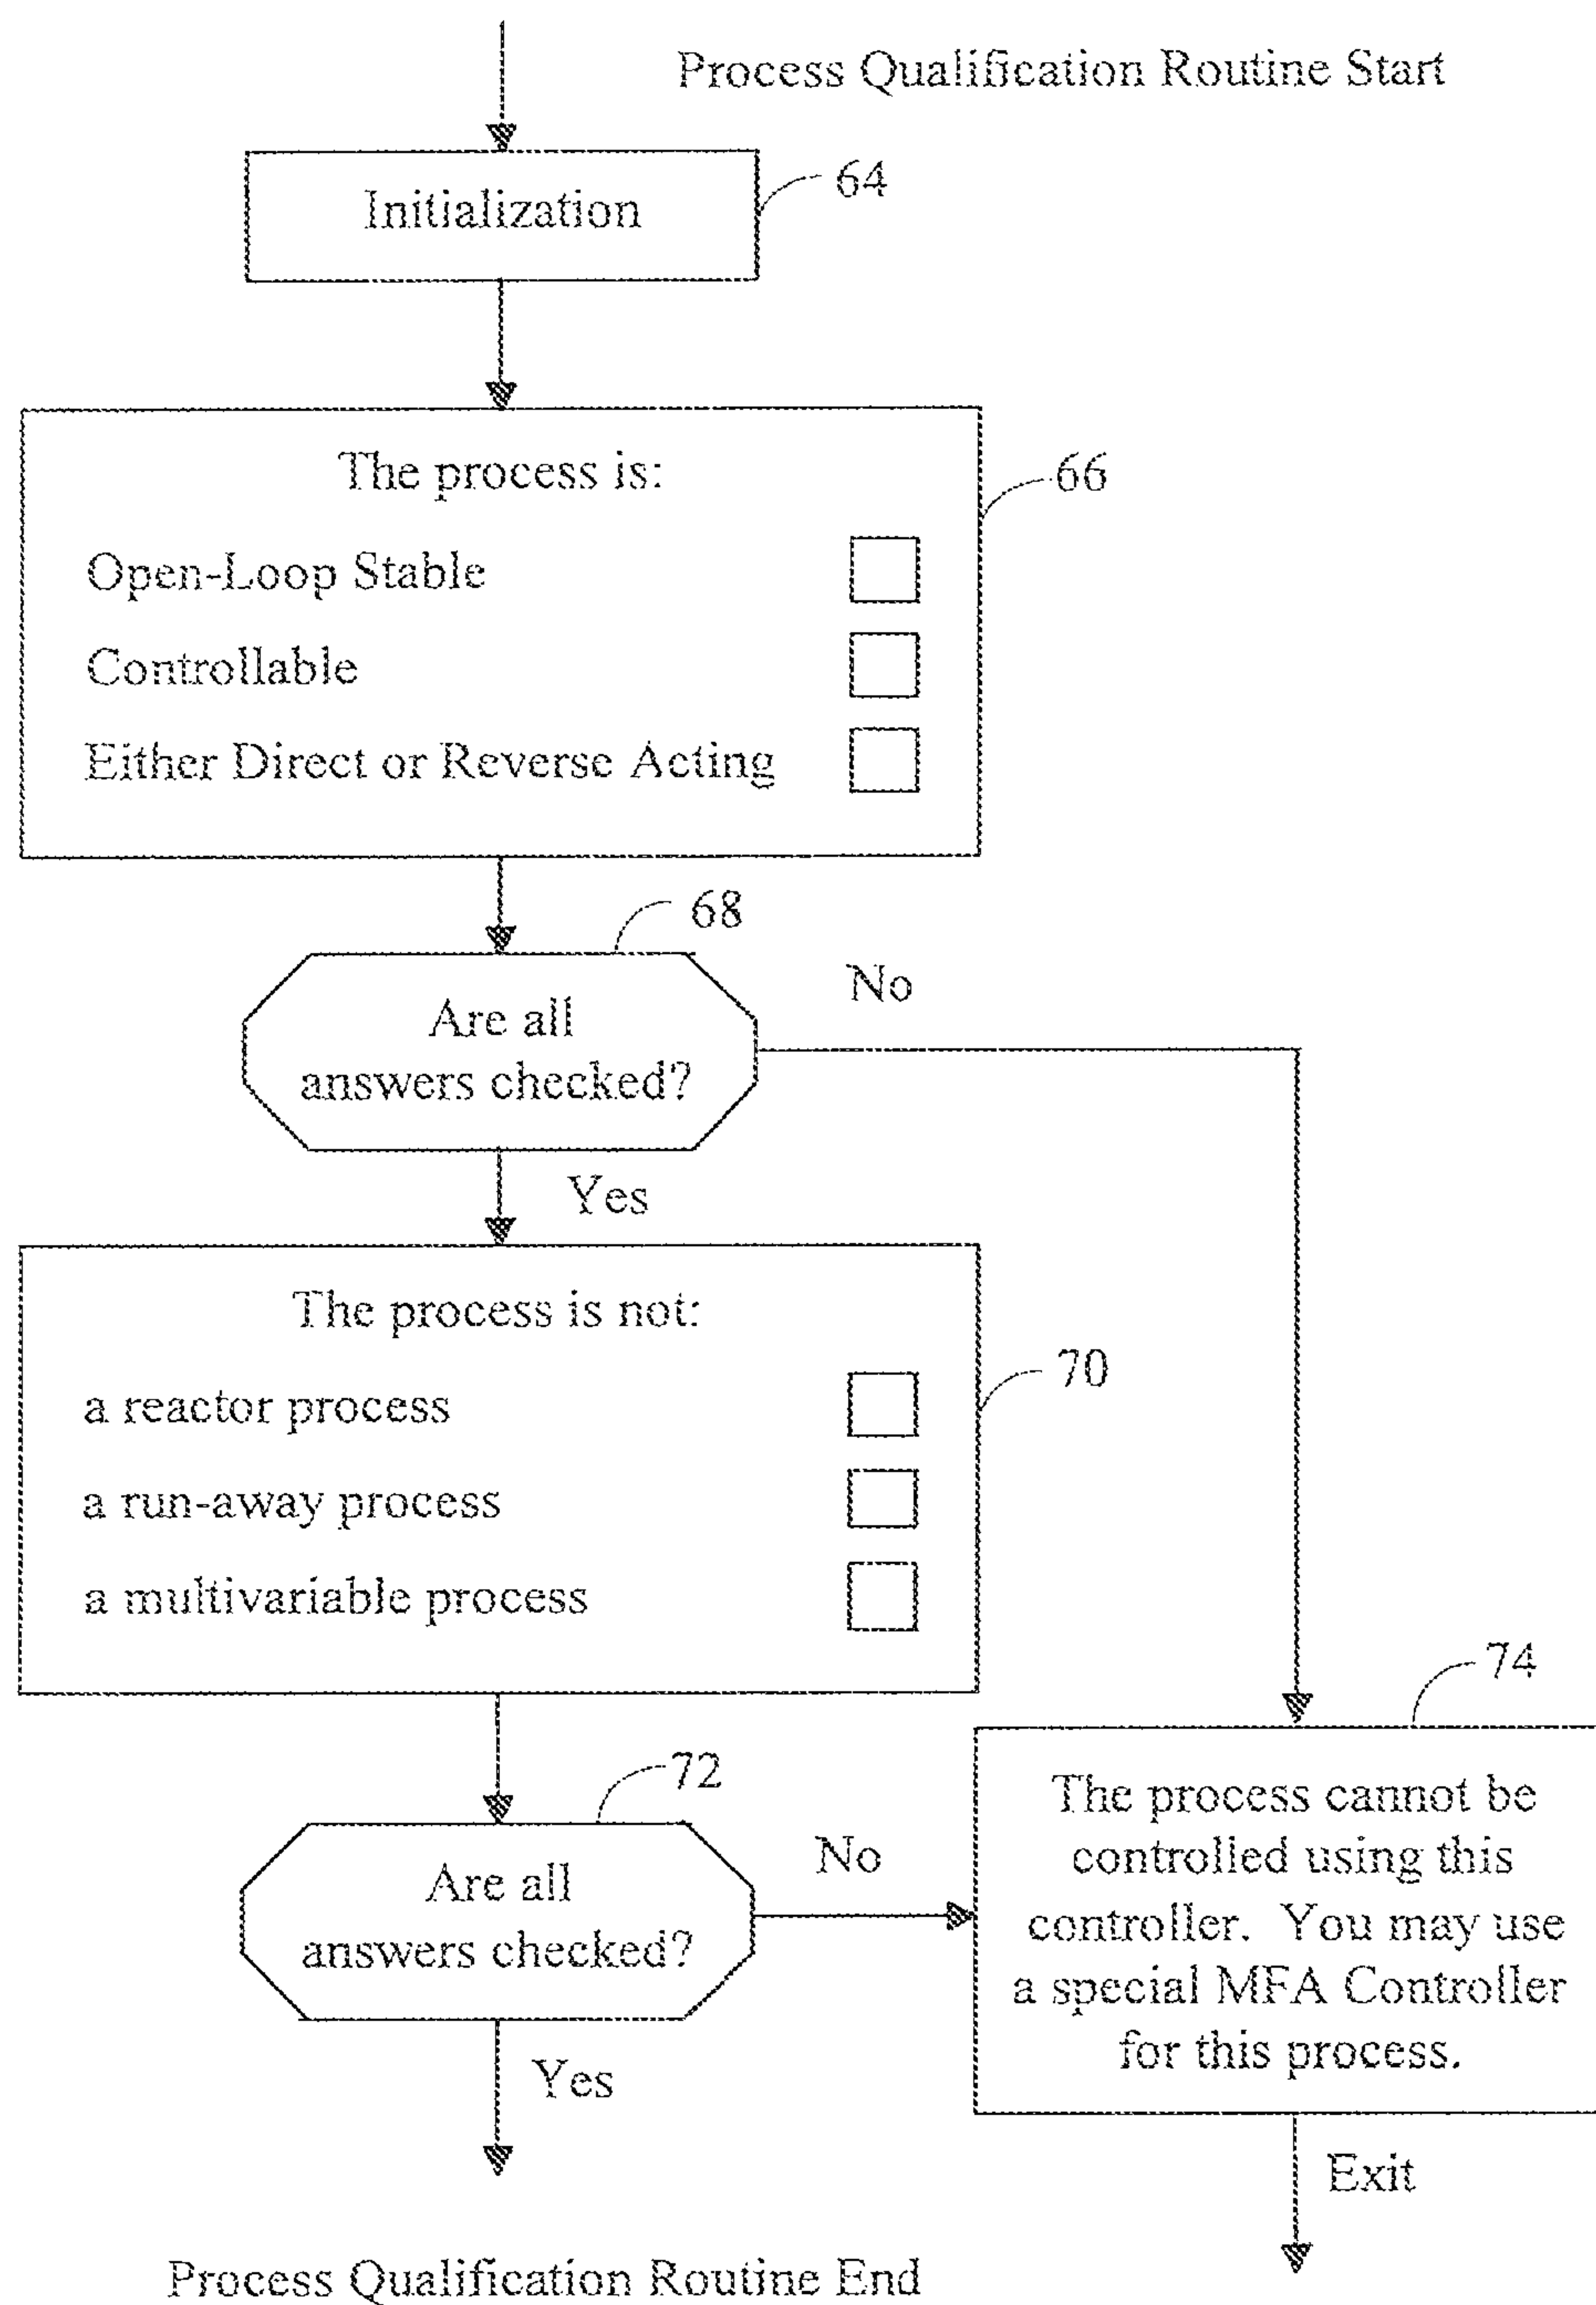 Process Qualification Routine Start
Initialization
64
The process is:
66
Open-Loop Stable
Controllable
Either Direct or Reverse Acting
68
Are all
answers checked?
No
Yes
The process is not:
70
a reactor process
a run-away process
a multivariable process
72
Are all
answers checked?
No
Yes
74
The process cannot be
controlled using this
controller. You may use
a special MFA Controller
for this process.
Exit
Process Qualification Routine End